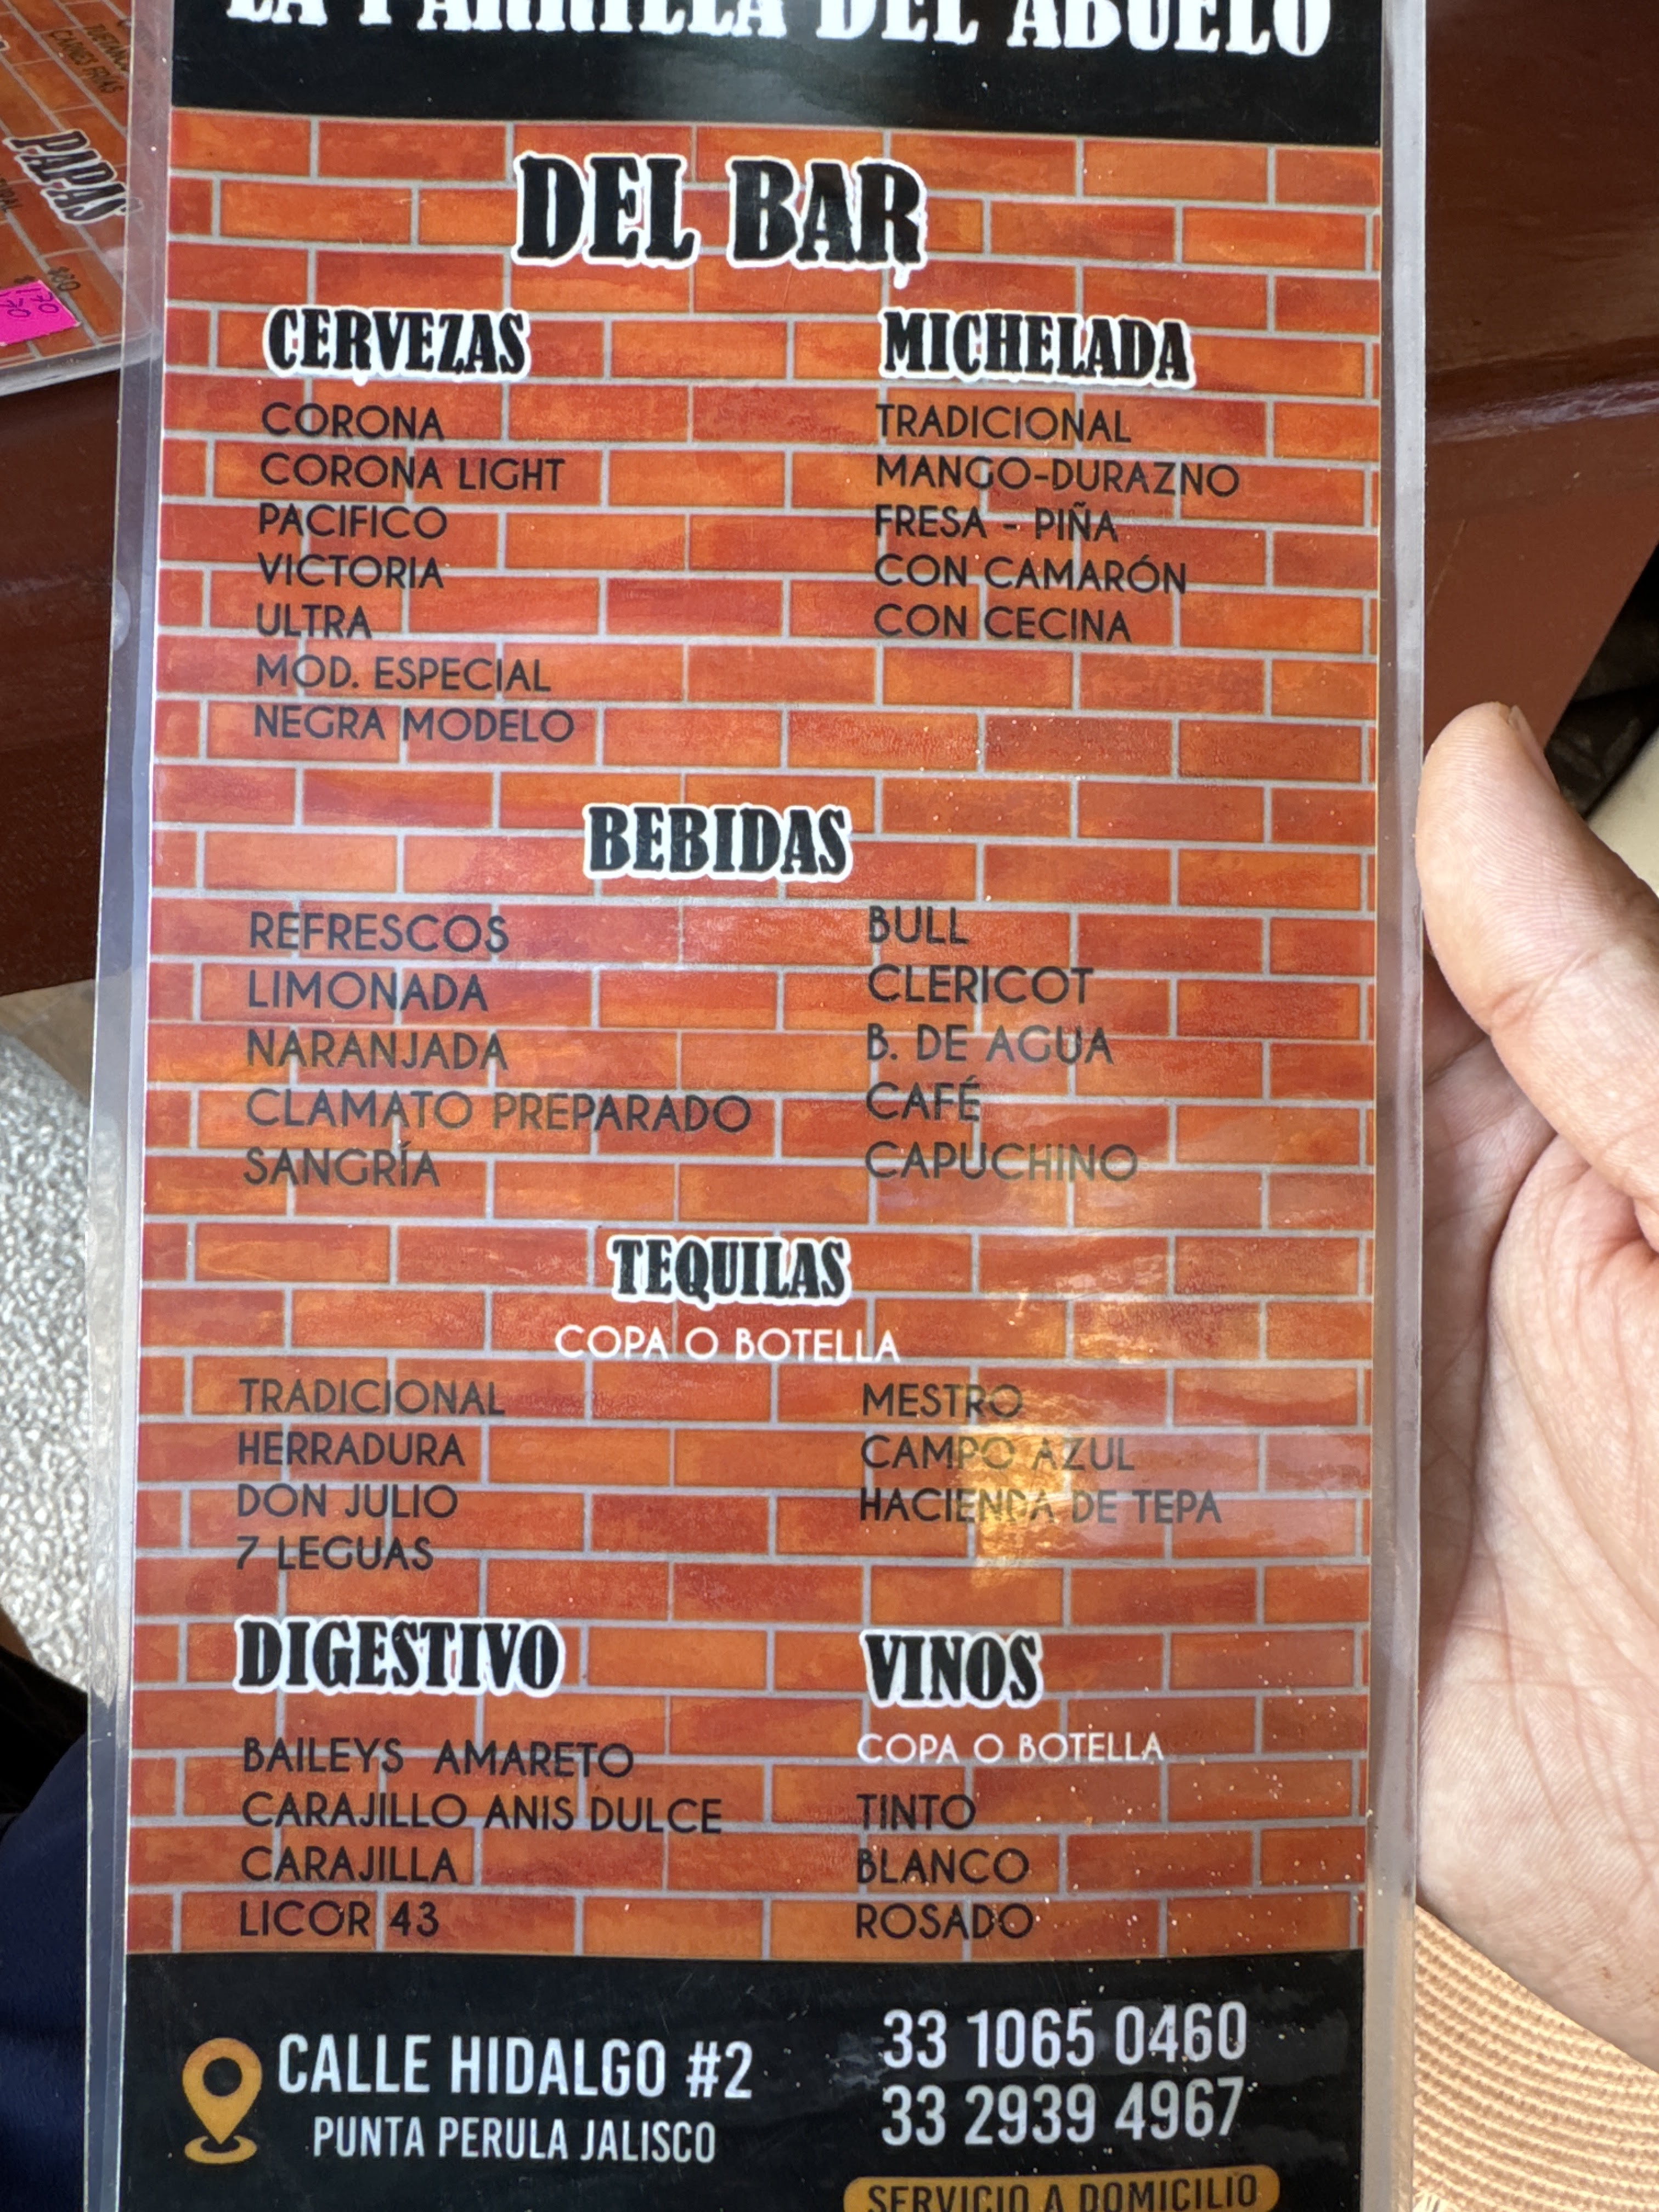 LA PARRILLA DEL ABUELO
DEL BAR
CERVEZAS
CORONA
CORONA LIGHT
PACIFICO
VICTORIA
ULTRA
MOD. ESPECIAL
NEGRA MODELO
MICHELADA
TRADICIONAL
MANGO-DURAZNO
FRESA - PIÑA
CON CAMARÓN
CON CECINA
BEBIDAS
REFRESCOS
LIMONADA
NARANJADA
CLAMATO PREPARADO
SANGRÍA
BULL
CLERICOT
B. DE AGUA
CAFÉ
CAPUCHINO
TEQUILAS
COPA O BOTELLA
TRADICIONAL
HERRADURA
DON JULIO
7 LEGUAS
MESTRO
CAMPO AZUL
HACIENDA DE TEPA
DIGESTIVO
BAILEYS AMARETO
CARAJILLO ANIS DULCE
CARAJILLA
LICOR 43
VINOS
COPA O BOTELLA
TINTO
BLANCO
ROSADO
CALLE HIDALGO #2
PUNTA PERULA JALISCO
33 1065 0460
33 2939 4967
SERVICIO A DOMICILIO
CARNES FRIAS
PAPAS